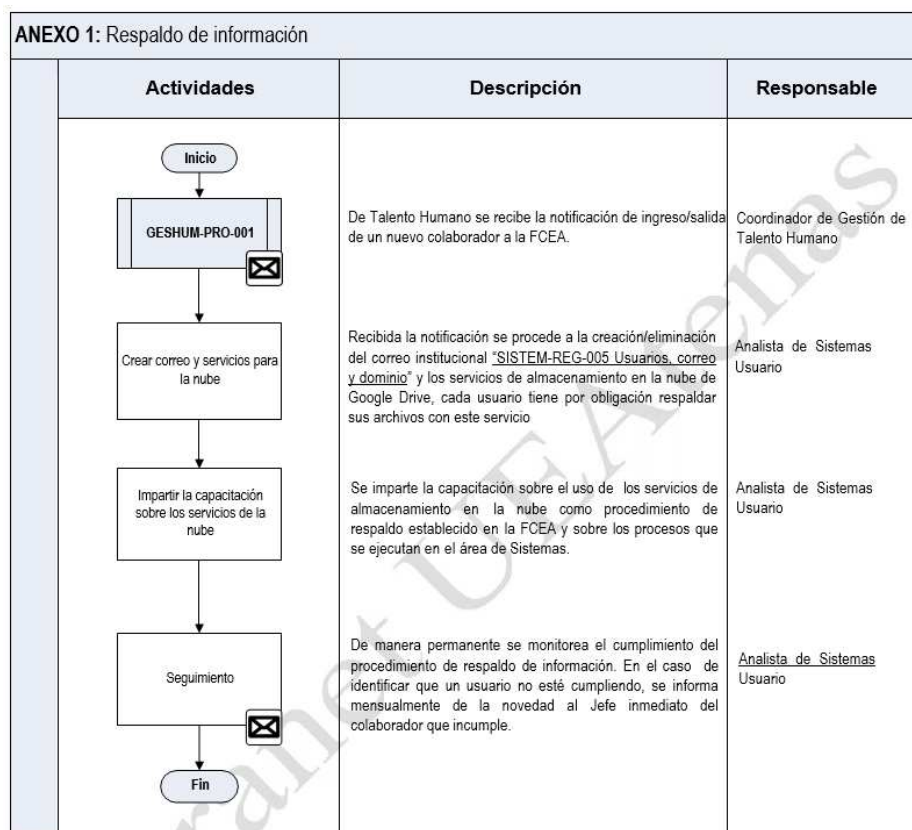 ANEXO 1: Respaldo de información
Actividades
Descripción
Responsable
Inicio
GESHUM-PRO-001
De Talento Humano se recibe la notificación de ingreso/salida
de un nuevo colaborador a la FCEA.
Coordinador de Gestión de
Talento Humano
Crear correo y servicios para
la nube
Recibida la notificación se procede a la creación/eliminación
del correo institucional "SISTEM-REG-005 Usuarios, correo
y dominio" y los servicios de almacenamiento en la nube de
Google Drive, cada usuario tiene por obligación respaldar
sus archivos con este servicio
Analista de Sistemas
Usuario
Impartir la capacitación
sobre los servicios de la
nube
Se imparte la capacitación sobre el uso de los servicios de
almacenamiento en la nube como procedimiento de
respaldo establecido en la FCEA y sobre los procesos que
se ejecutan en el área de Sistemas.
Analista de Sistemas
Usuario
Seguimiento
De manera permanente se monitorea el cumplimiento del
procedimiento de respaldo de información. En el caso de
identificar que un usuario no esté cumpliendo, se informa
mensualmente de la novedad al Jefe inmediato del
colaborador que incumple.
Analista de Sistemas
Usuario
Fin
ranet UEAtenas